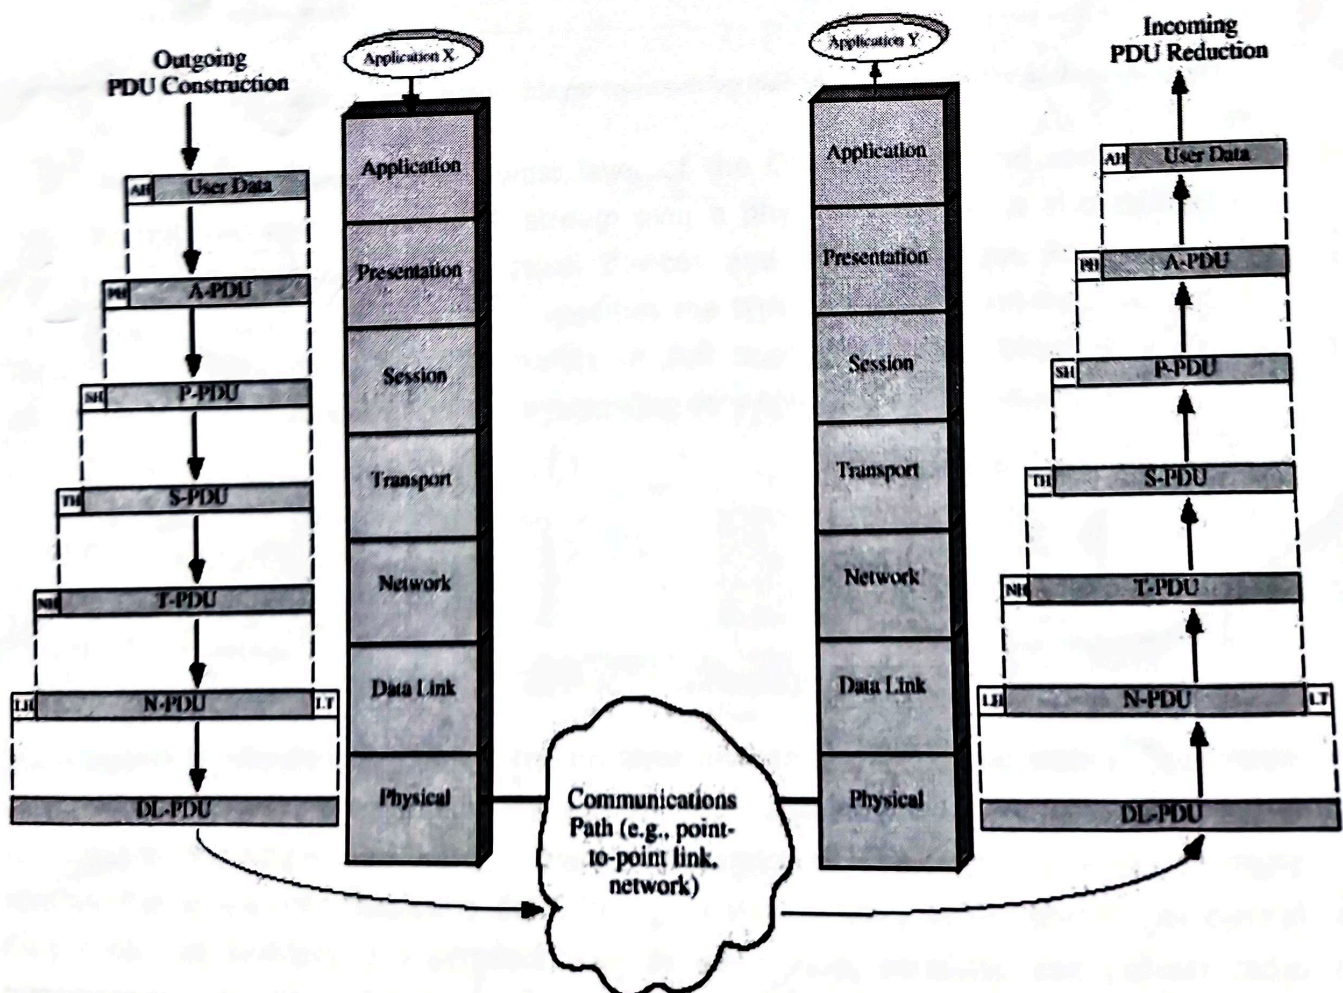 Outgoing
PDU Construction
AH User Data
PH A-PDU
SH P-PDU
TH S-PDU
NH T-PDU
LH N-PDU LT
DL-PDU
Application X
Application
Presentation
Session
Transport
Network
Data Link
Physical
Communications
Path (e.g., point-
to-point link,
network)
Application Y
Application
Presentation
Session
Transport
Network
Data Link
Physical
Incoming
PDU Reduction
AH User Data
PH A-PDU
SH P-PDU
TH S-PDU
NH T-PDU
LH N-PDU LT
DL-PDU